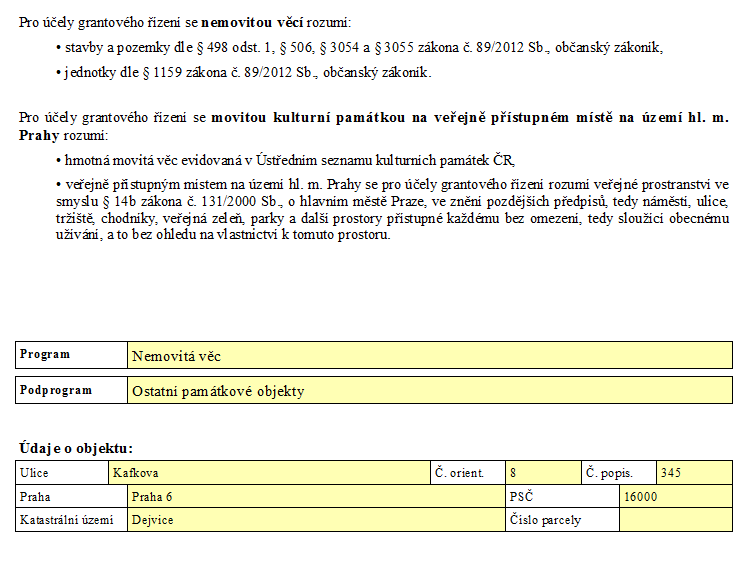 Pro účely grantového řízení se nemovitou věcí rozumí:
• stavby a pozemky dle § 498 odst. 1, § 506, § 3054 a § 3055 zákona č. 89/2012 Sb., občanský zákoník,
• jednotky dle § 1159 zákona č. 89/2012 Sb., občanský zákoník.
Pro účely grantového řízení se movitou kulturní památkou na veřejně přístupném místě na území hl. m.
Prahy rozumí:
• hmotná movitá věc evidovaná v Ústředním seznamu kulturních památek ČR,
• veřejně přístupným místem na území hl. m. Prahy se pro účely grantového řízení rozumí veřejné prostranství ve
smyslu § 14b zákona č. 131/2000 Sb., o hlavním městě Praze, ve znění pozdějších předpisů, tedy náměstí, ulice,
tržiště, chodníky, veřejná zeleň, parky a další prostory přístupné každému bez omezení, tedy sloužící obecnému
užívání, a to bez ohledu na vlastnictví k tomuto prostoru.
Program Nemovitá věc
Podprogram Ostatní památkové objekty
Údaje o objektu:
Ulice Kafkova Č. orient. 8 Č. popis. 345
Praha Praha 6 PSČ 16000
Katastrální území Dejvice Číslo parcely